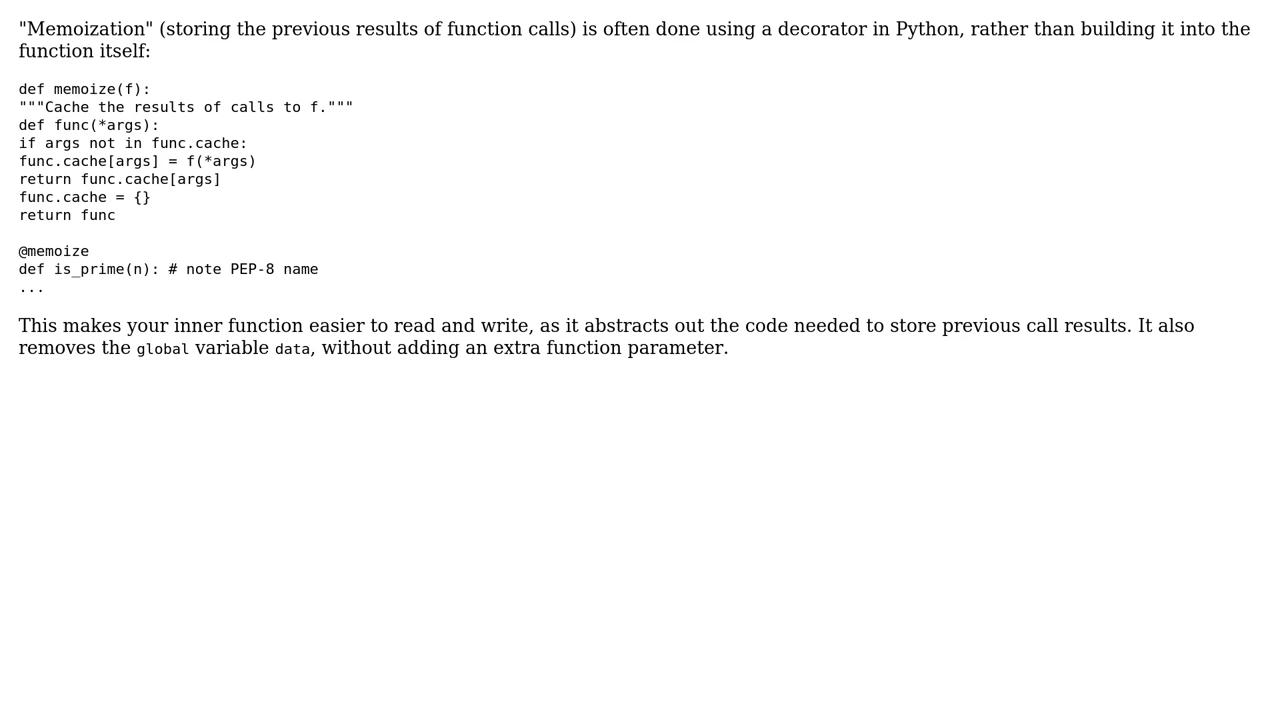 "Memoization" (storing the previous results of function calls) is often done using a decorator in Python, rather than building it into the
function itself:
def memoize(f):
"""Cache the results of calls to f."""
def func(*args):
if args not in func.cache:
func.cache[args] = f(*args)
return func.cache[args]
func.cache = {}
return func
@memoize
def is_prime(n): # note PEP-8 name
...
This makes your inner function easier to read and write, as it abstracts out the code needed to store previous call results. It also
removes the global variable data, without adding an extra function parameter.